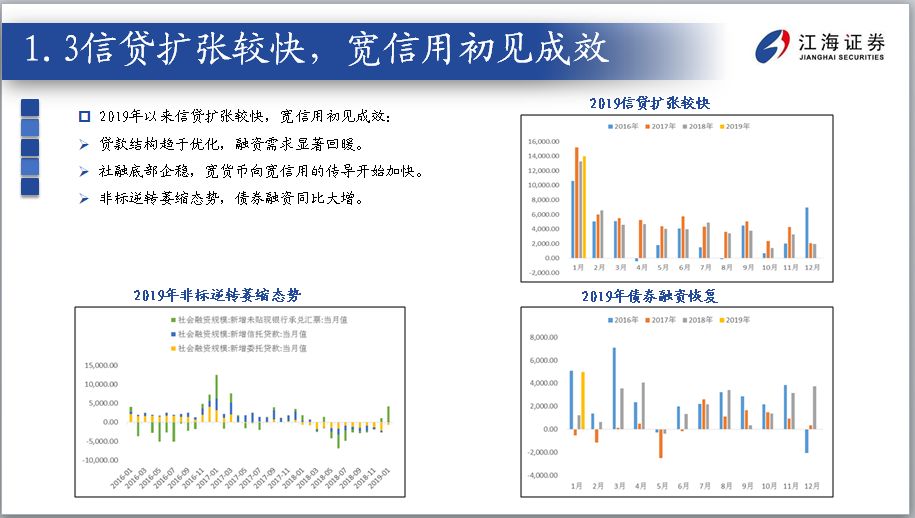 1. 3信贷扩张较快，宽信用初见成效
江海证券
JIANGHAI SECURITIES
2019年以来信贷扩张较快，宽信用初见成效：
贷款结构趋于优化，融资需求显著回暖。
社融底部企稳，宽货币向宽信用的传导开始加快。
非标逆转萎缩态势，债券融资同比大增。
2019信贷扩张较快
2016年 2017年 2018年 2019年
16,000.00
14,000.00
12,000.00
10,000.00
8,000.00
6,000.00
4,000.00
2,000.00
0.00
-2,000.00
1月 2月 3月 4月 5月 6月 7月 8月 9月 10月 11月 12月
2019年非标逆转萎缩态势
社会融资规模:新增未贴现银行承兑汇票:当月值
社会融资规模:新增信托贷款:当月值
社会融资规模:新增委托贷款:当月值
15,000.00
10,000.00
5,000.00
0.00
-5,000.00
-10,000.00
2016-01 2016-03 2016-05 2016-07 2016-09 2016-11 2017-01 2017-03 2017-05 2017-07 2017-09 2017-11 2018-01 2018-03 2018-05 2018-07 2018-09 2018-11 2019-01
2019年债券融资恢复
2016年 2017年 2018年 2019年
8,000.00
6,000.00
4,000.00
2,000.00
0.00
-2,000.00
-4,000.00
1月 2月 3月 4月 5月 6月 7月 8月 9月 10月 11月 12月